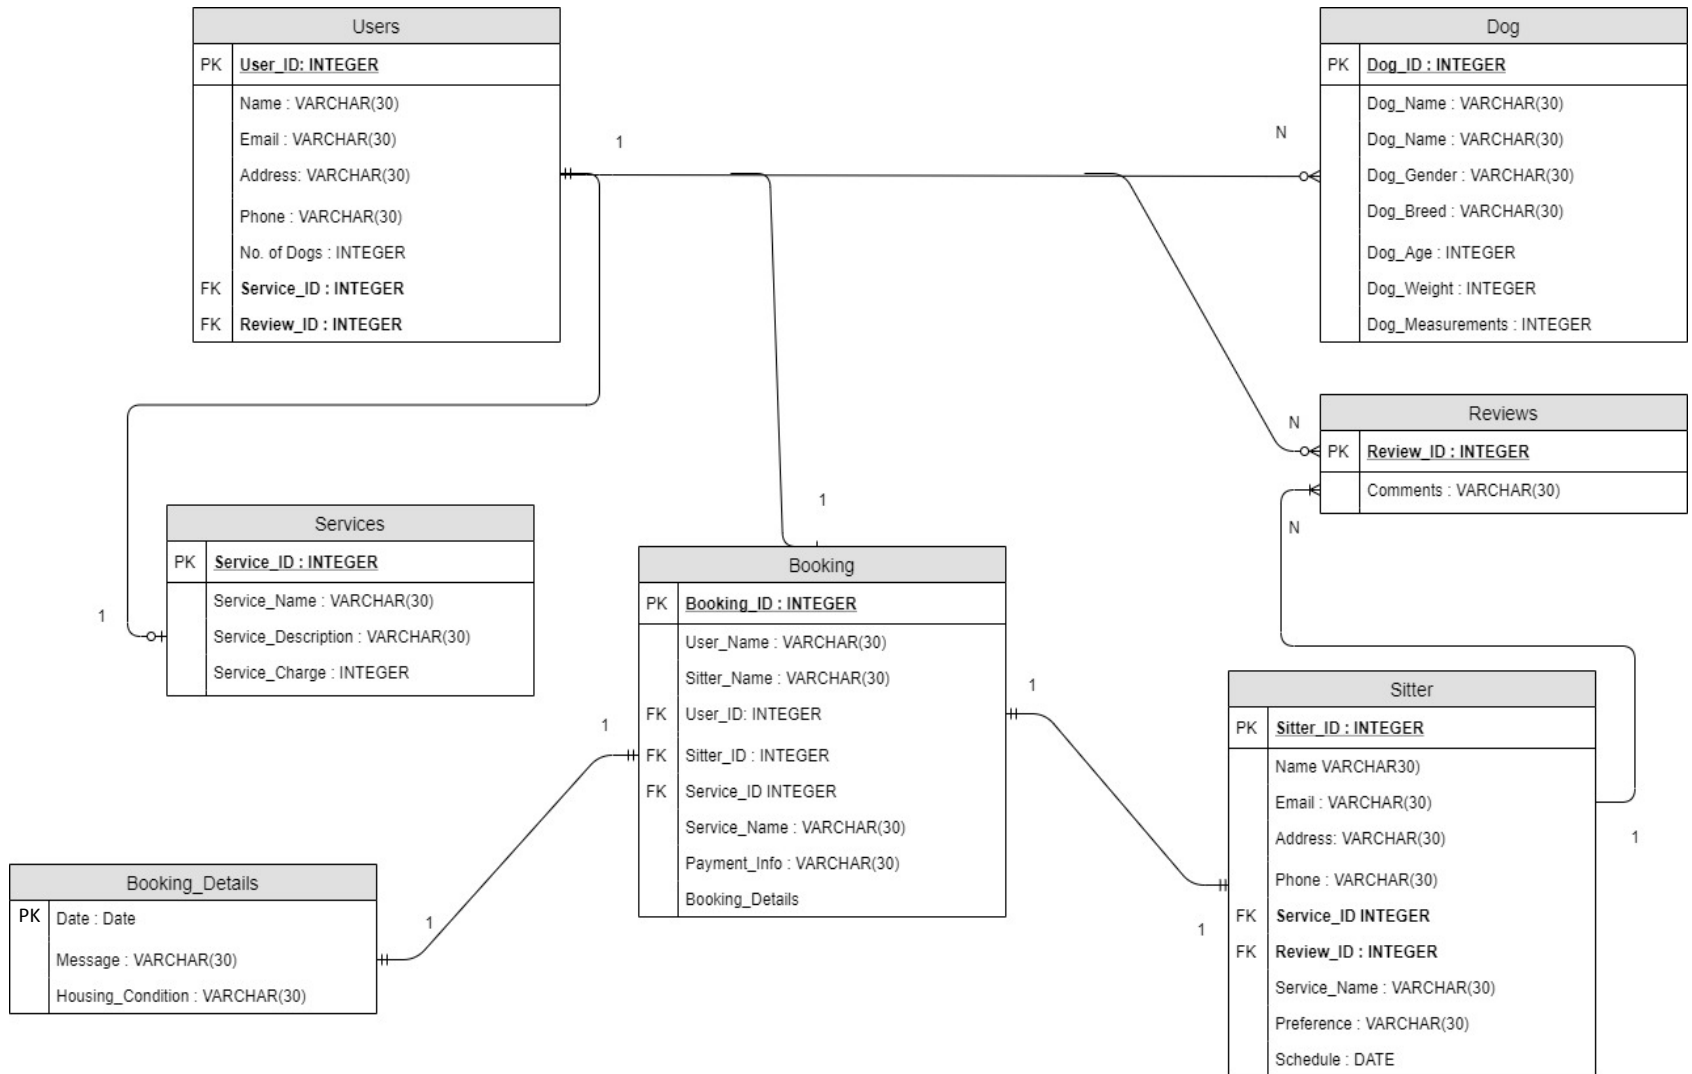 Users
PK User_ID: INTEGER
Name : VARCHAR(30)
Email : VARCHAR(30)
Address: VARCHAR(30)
Phone : VARCHAR(30)
No. of Dogs : INTEGER
FK Service_ID : INTEGER
FK Review_ID : INTEGER
1
N
Dog
PK Dog_ID : INTEGER
Dog_Name : VARCHAR(30)
Dog_Name : VARCHAR(30)
Dog_Gender : VARCHAR(30)
Dog_Breed : VARCHAR(30)
Dog_Age : INTEGER
Dog_Weight : INTEGER
Dog_Measurements : INTEGER
N
Reviews
PK Review_ID : INTEGER
Comments : VARCHAR(30)
N
Services
PK Service_ID : INTEGER
Service_Name : VARCHAR(30)
Service_Description : VARCHAR(30)
Service_Charge : INTEGER
1
1
Booking
PK Booking_ID : INTEGER
User_Name : VARCHAR(30)
Sitter_Name : VARCHAR(30)
FK User_ID: INTEGER
FK Sitter_ID : INTEGER
FK Service_ID INTEGER
Service_Name : VARCHAR(30)
Payment_Info : VARCHAR(30)
Booking_Details
1
1
Sitter
PK Sitter_ID : INTEGER
Name VARCHAR30)
Email : VARCHAR(30)
Address: VARCHAR(30)
Phone : VARCHAR(30)
FK Service_ID INTEGER
FK Review_ID : INTEGER
Service_Name : VARCHAR(30)
Preference : VARCHAR(30)
Schedule : DATE
1
1
Booking_Details
PK Date : Date
Message : VARCHAR(30)
Housing_Condition : VARCHAR(30)
1